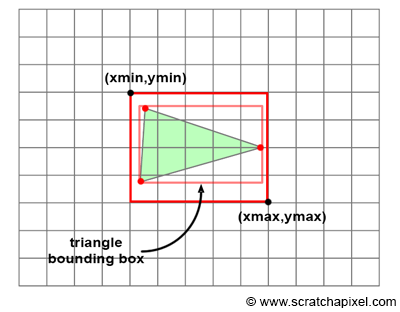 (xmin,ymin)
(xmax,ymax)
triangle
bounding box
© www.scratchapixel.com